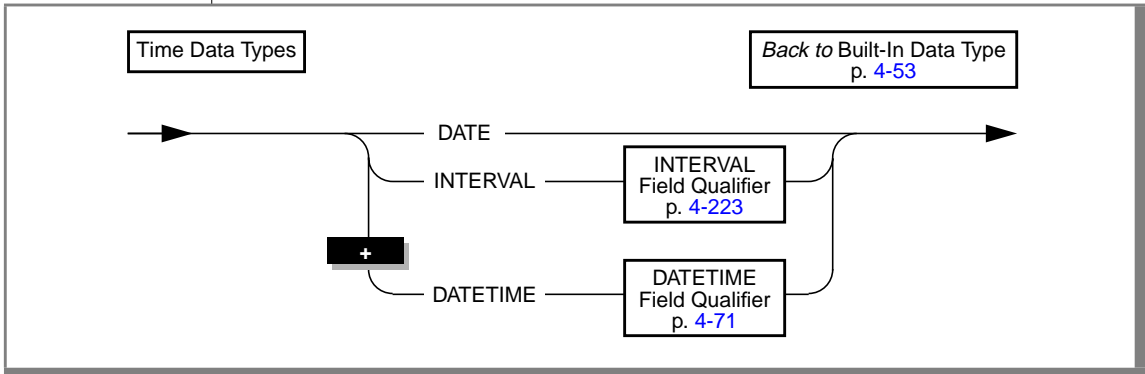 Time Data Types
Back to Built-In Data Type
p. 4-53
DATE
INTERVAL
INTERVAL
Field Qualifier
p. 4-223
+
DATETIME
DATETIME
Field Qualifier
p. 4-71